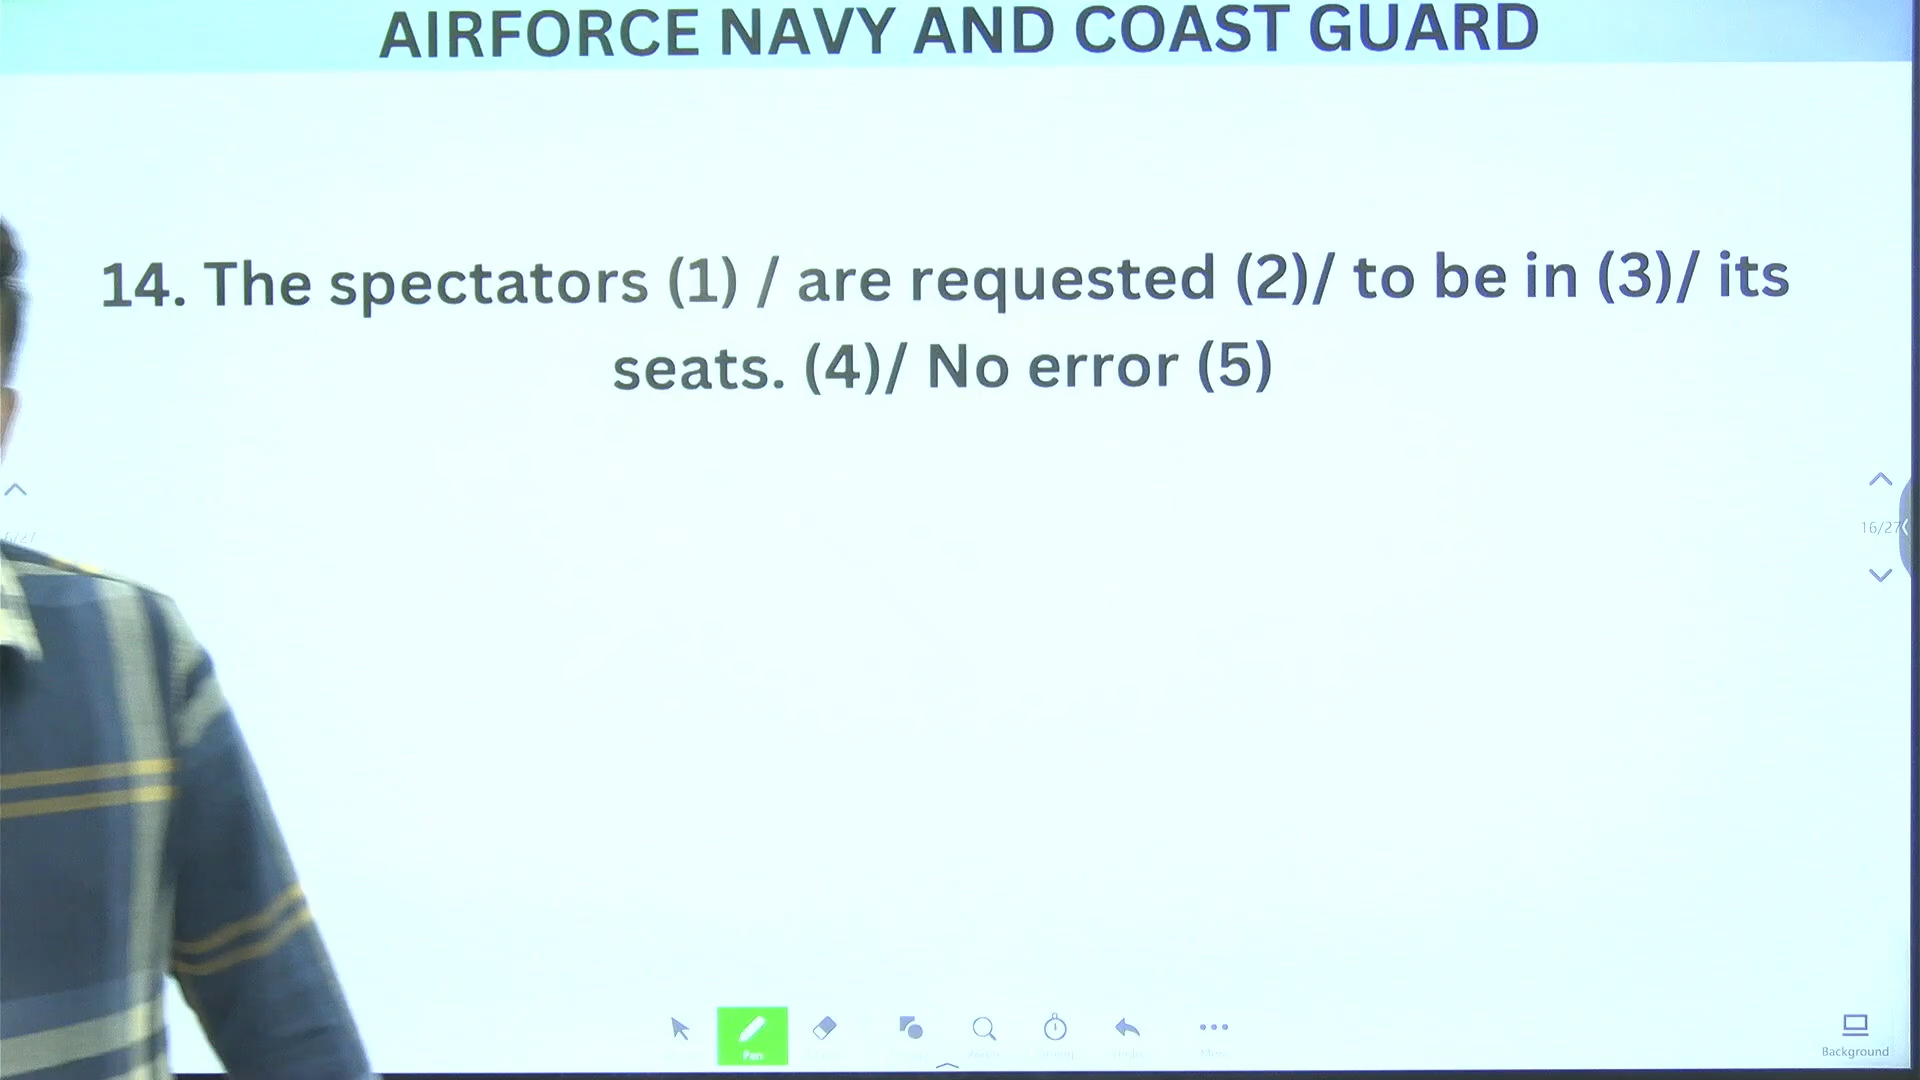 AIRFORCE NAVY AND COAST GUARD
14. The spectators (1) / are requested (2)/ to be in (3)/ its
seats. (4)/ No error (5)
16/27
Pen
Background